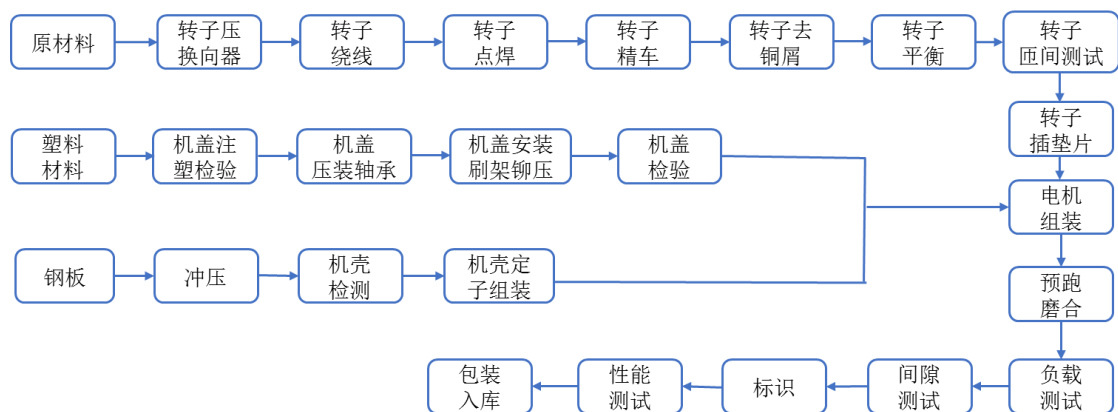 原材料
转子压
换向器
转子
绕线
转子
点焊
转子
精车
转子去
铜屑
转子
平衡
转子
匝间测试
转子
插垫片
塑料
材料
机盖注
塑检验
机盖
压装轴承
机盖安装
刷架铆压
机盖
检验
电机
组装
钢板
冲压
机壳
检测
机壳定
子组装
预跑
磨合
负载
测试
间隙
测试
标识
性能
测试
包装
入库